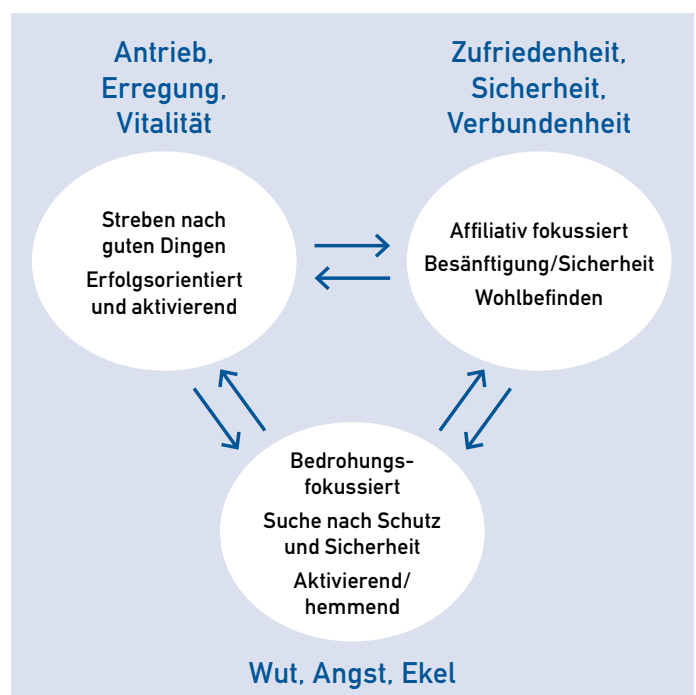 Antrieb,
Erregung,
Vitalität
Zufriedenheit,
Sicherheit,
Verbundenheit
Streben nach
guten Dingen
Erfolgsorientiert
und aktivierend
Affiliativ fokussiert
Besänftigung/Sicherheit
Wohlbefinden
Bedrohungs-
fokussiert
Suche nach Schutz
und Sicherheit
Aktivierend/
hemmend
Wut, Angst, Ekel